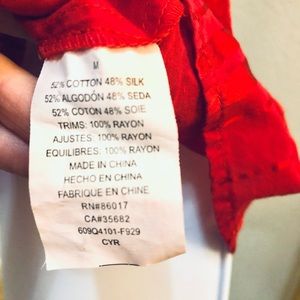 M
52% COTTON 48% SILK
52% ALGODÓN 48% SEDA
52% COTON 48% SOIE
TRIMS: 100% RAYON
AJUSTES: 100% RAYON
EQUILIBRES: 100% RAYON
MADE IN CHINA
HECHO EN CHINA
FABRIQUE EN CHINE
RN#86017
CA#35682
609Q4101-F929
CYR